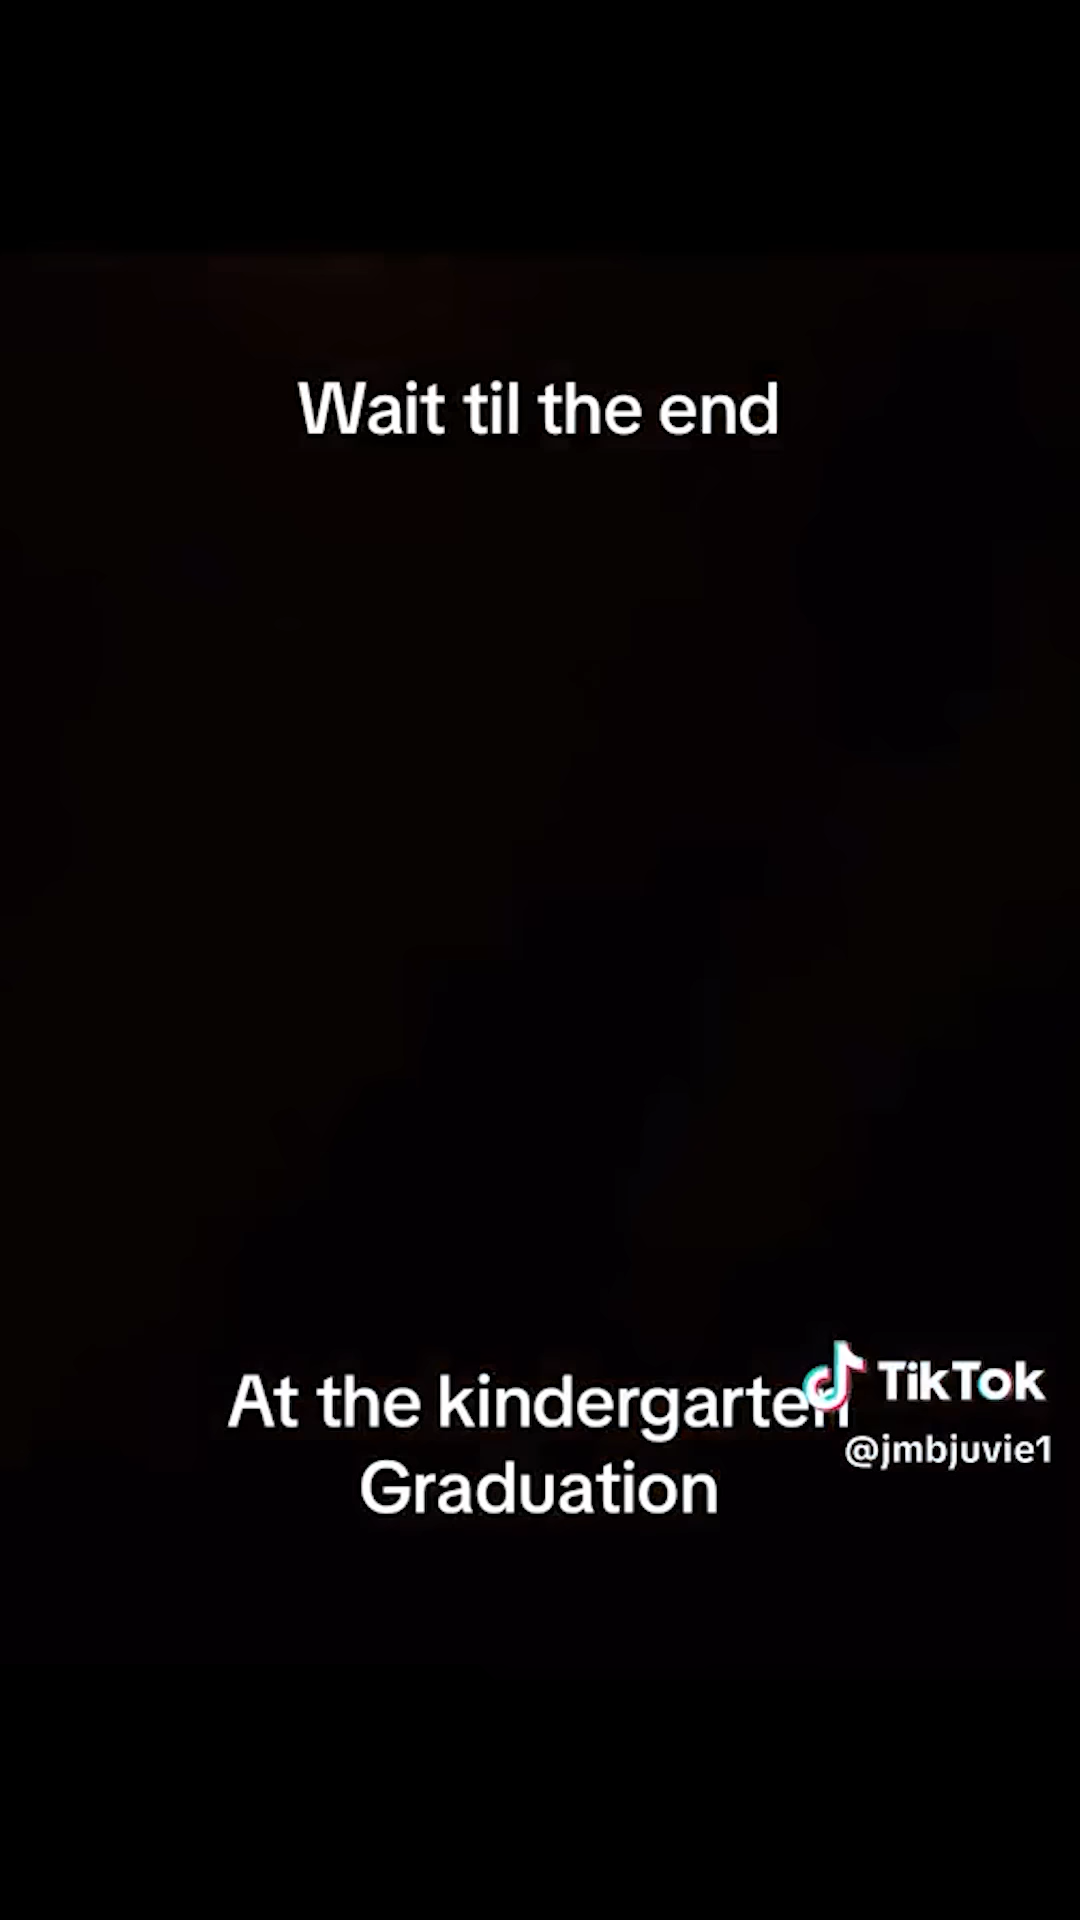 Wait til the end
At the kindergarten
Graduation
TikTok
@jmbjuvie1